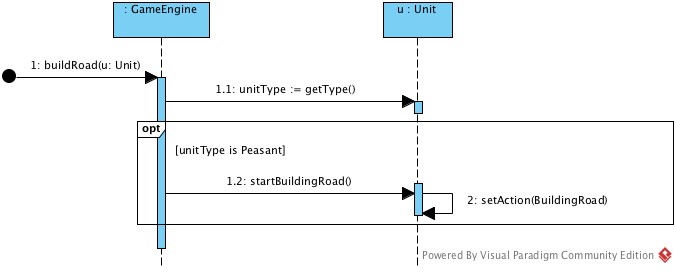 : GameEngine
u : Unit
1: buildRoad(u: Unit)
1.1: unitType := getType()
opt
[unitType is Peasant]
1.2: startBuildingRoad()
2: setAction(BuildingRoad)
Powered By Visual Paradigm Community Edition